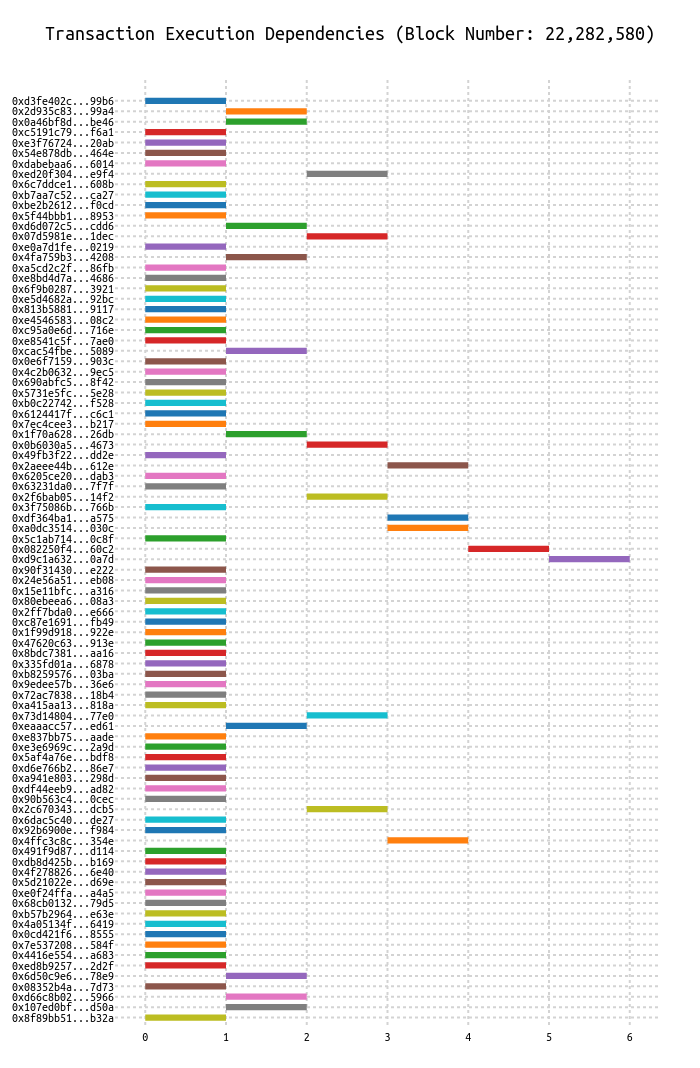 Transaction Execution Dependencies (Block Number: 22,282,580)
0xd3fe402c...99b6
0x2d935c83...99a4
0x0a46bf8d...be46
0xc5191c79...f6a1
0xe3f76724...20ab
0x54e878db...464e
0xdabebaa6...6014
0xed20f304...e9f4
0x6c7ddce1...608b
0xb7aa7c52...ca27
0xbe2b2612...f0cd
0x5f44bbb1...8953
0xd6d072c5...cdd6
0x07d5981e...1dec
0xe0a7d1fe...0219
0x4fa759b3...4208
0xa5cd2c2f...86fb
0xe8bd4d7a...4686
0x6f9b0287...3921
0xe5d4682a...92bc
0x813b5881...9117
0xe4546583...08c2
0xc95a0e6d...716e
0xe8541c5f...7ae0
0xcac54fbe...5089
0x0e6f7159...903c
0x4c2b0632...9ec5
0x690abfc5...8f42
0x5731e5fc...5e28
0xb0c22742...f528
0x6124417f...c6c1
0x7ec4cee3...b217
0x1f70a628...26db
0x0b6030a5...4673
0x49fb3f22...dd2e
0x2aeee44b...612e
0x6205ce20...dab3
0x63231da0...7f7f
0x2f6bab05...14f2
0x3f75086b...766b
0xdf364ba1...a575
0xa0dc3514...030c
0x5c1ab714...0c8f
0x082250f4...60c2
0xd9c1a632...0a7d
0x90f31430...e222
0x24e56a51...eb08
0x15e11bfc...a316
0x80ebeea6...08a3
0x2ff7bda0...e666
0xc87e1691...fb49
0x1f99d918...922e
0x47620c63...913e
0x8bdc7381...aa16
0x335fd01a...6878
0xb8259576...03ba
0x9edee57b...36e6
0x72ac7838...18b4
0xa415aa13...818a
0x73d14804...77e0
0xeaaacc57...ed61
0xe837bb75...aade
0xe3e6969c...2a9d
0x5af4a76e...bdf8
0xd6e766b2...86e7
0xa941e803...298d
0xdf44eeb9...ad82
0x90b563c4...0cec
0x2c670343...dcb5
0x6dac5c40...de27
0x92b6900e...f984
0x4ffc3c8c...354e
0x491f9d87...d114
0xdb8d425b...b169
0x4f278826...6e40
0x5d21022e...d69e
0xe0f24ffa...a4a5
0x68cb0132...79d5
0xb57b2964...e63e
0x4a05134f...6419
0x0cd421f6...8555
0x7e537208...584f
0x4416e554...a683
0xed8b9257...2d2f
0x6d50c9e6...78e9
0x08352b4a...7d73
0xd66c8b02...5966
0x107ed0bf...d50a
0x8f89bb51...b32a
0 1 2 3 4 5 6